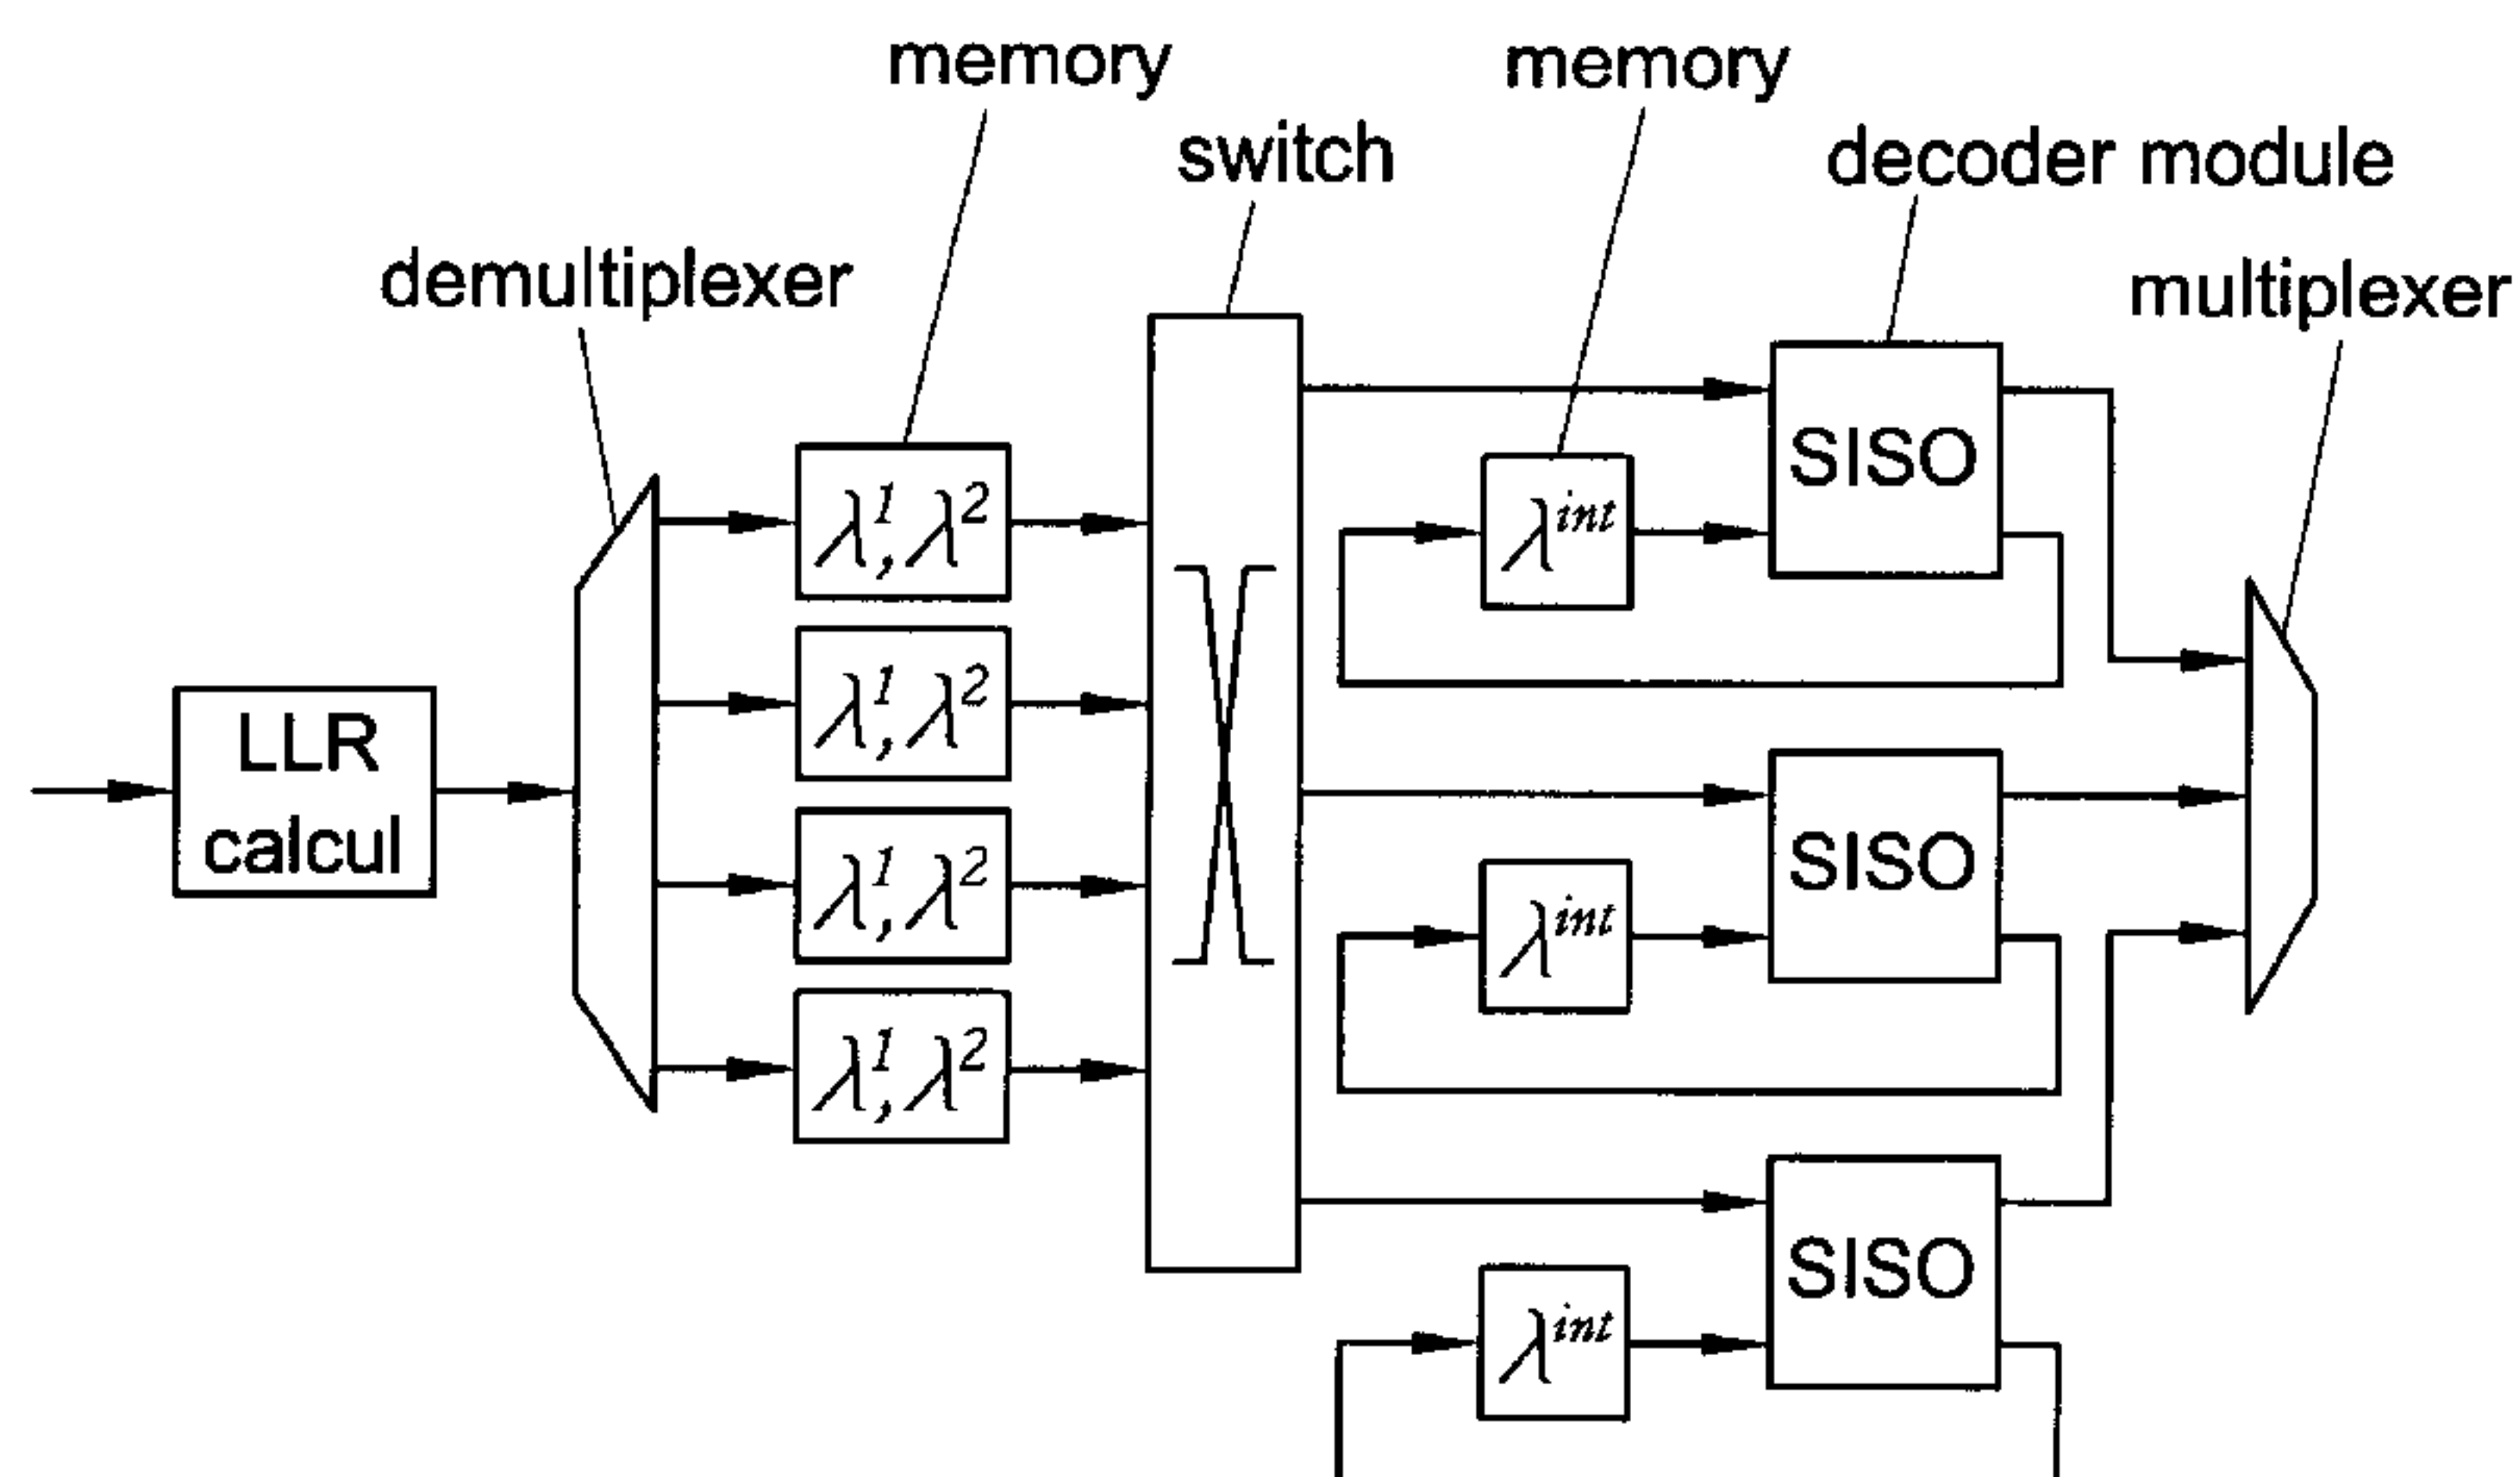 memory
memory
switch
decoder module
demultiplexer
multiplexer
SISO
λ¹, λ²
λⁱⁿᵗ
λ¹, λ²
LLR
calcul
SISO
λ¹, λ²
λⁱⁿᵗ
λ¹, λ²
SISO
λⁱⁿᵗ